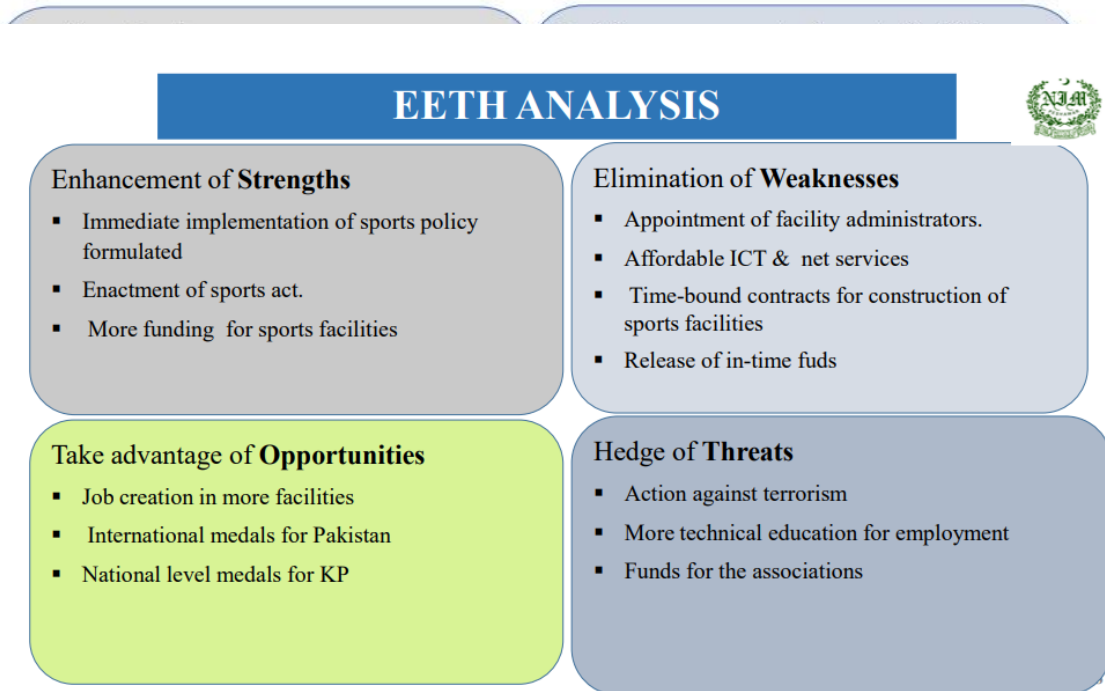 EETH ANALYSIS
NIM
Enhancement of Strengths
▪ Immediate implementation of sports policy
formulated
▪ Enactment of sports act.
▪ More funding for sports facilities
Elimination of Weaknesses
▪ Appointment of facility administrators.
▪ Affordable ICT & net services
▪ Time-bound contracts for construction of
sports facilities
▪ Release of in-time fuds
Take advantage of Opportunities
▪ Job creation in more facilities
▪ International medals for Pakistan
▪ National level medals for KP
Hedge of Threats
▪ Action against terrorism
▪ More technical education for employment
▪ Funds for the associations